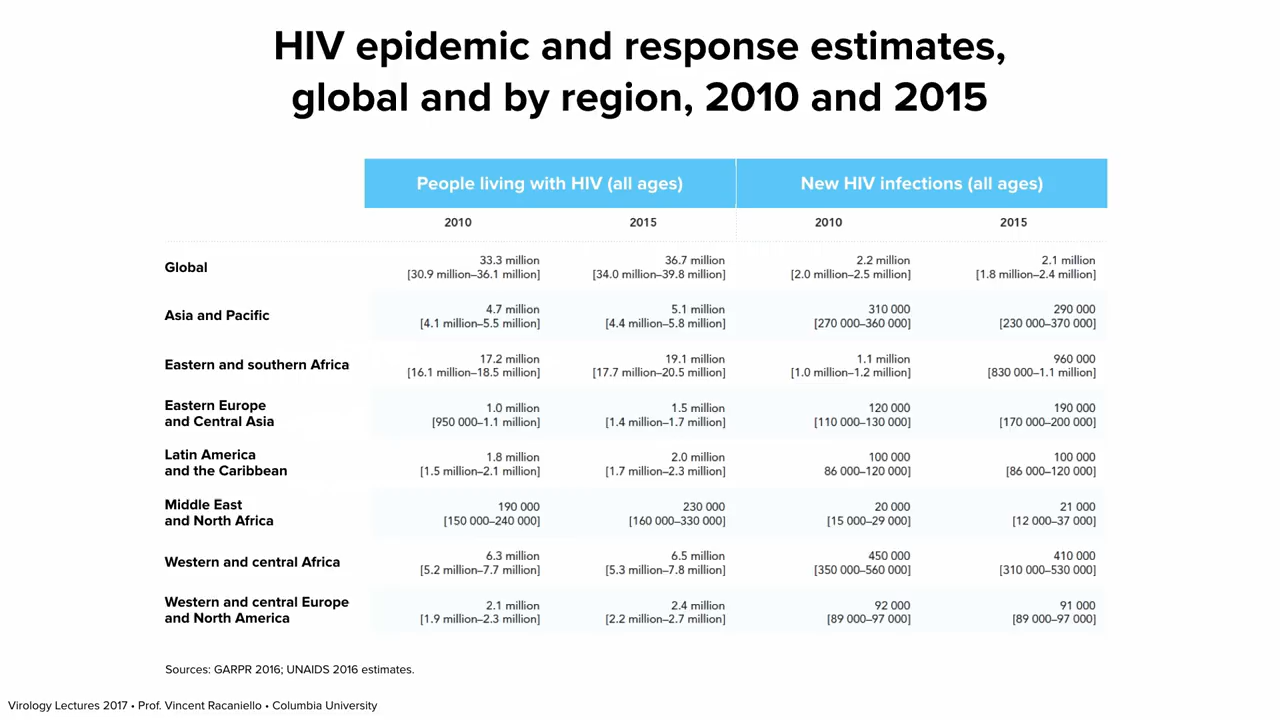 HIV epidemic and response estimates,
global and by region, 2010 and 2015
People living with HIV (all ages) New HIV infections (all ages)
2010 2015 2010 2015
Global
33.3 million 36.7 million 2.2 million 2.1 million
[30.9 million–36.1 million] [34.0 million–39.8 million] [2.0 million–2.5 million] [1.8 million–2.4 million]
Asia and Pacific
4.7 million 5.1 million 310 000 290 000
[4.1 million–5.5 million] [4.4 million–5.8 million] [270 000–360 000] [230 000–370 000]
Eastern and southern Africa
17.2 million 19.1 million 1.1 million 960 000
[16.1 million–18.5 million] [17.7 million–20.5 million] [1.0 million–1.2 million] [830 000–1.1 million]
Eastern Europe
and Central Asia
1.0 million 1.5 million 120 000 190 000
[950 000–1.1 million] [1.4 million–1.7 million] [110 000–130 000] [170 000–200 000]
Latin America
and the Caribbean
1.8 million 2.0 million 100 000 100 000
[1.5 million–2.1 million] [1.7 million–2.3 million] 86 000–120 000] [86 000–120 000]
Middle East
and North Africa
190 000 230 000 20 000 21 000
[150 000–240 000] [160 000–330 000] [15 000–29 000] [12 000–37 000]
Western and central Africa
6.3 million 6.5 million 450 000 410 000
[5.2 million–7.7 million] [5.3 million–7.8 million] [350 000–560 000] [310 000–530 000]
Western and central Europe
and North America
2.1 million 2.4 million 92 000 91 000
[1.9 million–2.3 million] [2.2 million–2.7 million] [89 000–97 000] [89 000–97 000]
Sources: GARPR 2016; UNAIDS 2016 estimates.
Virology Lectures 2017 • Prof. Vincent Racaniello • Columbia University